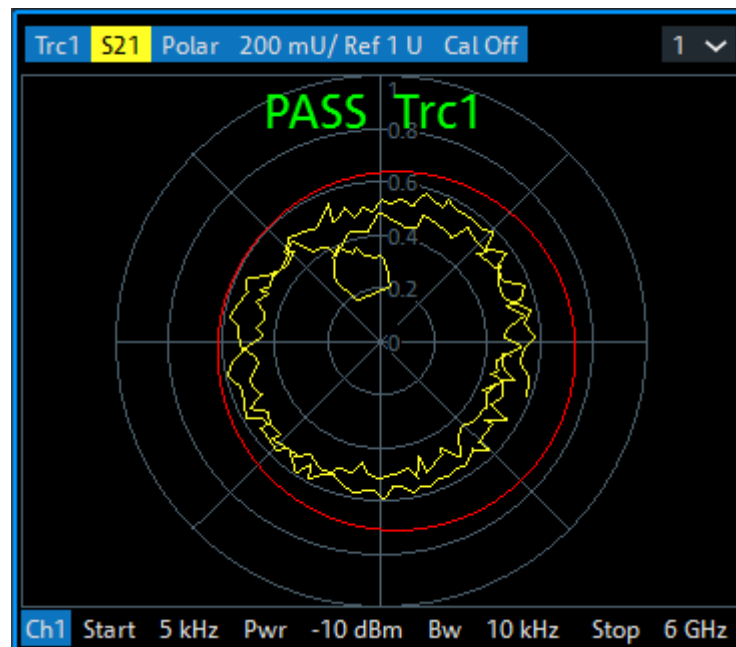 Trc1 S21 Polar 200 mU/ Ref 1 U Cal Off 1
PASS Trc1
1
0.8
0.6
0.4
0.2
0
Ch1 Start 5 kHz Pwr -10 dBm Bw 10 kHz Stop 6 GHz